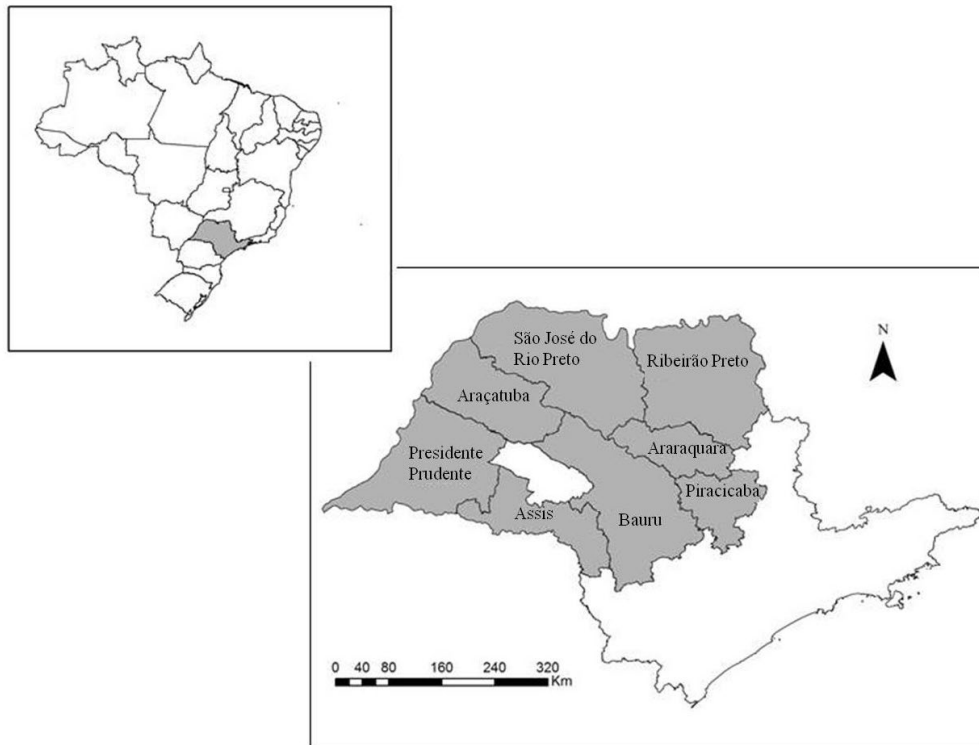 São José do
Rio Preto
Ribeirão Preto
N
Araçatuba
Araraquara
Presidente
Prudente
Piracicaba
Assis
Bauru
0 40 80 160 240 320
Km